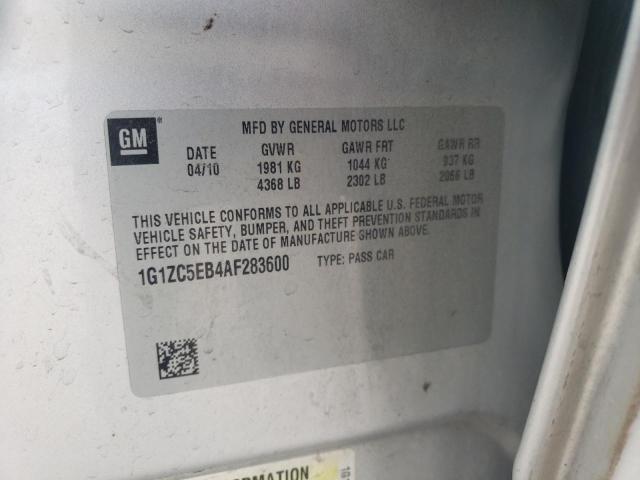 GM
MFD BY GENERAL MOTORS LLC
DATE GVWR GAWR FRT GAWR RR
04/10 1981 KG 1044 KG 937 KG
4368 LB 2302 LB 2066 LB
THIS VEHICLE CONFORMS TO ALL APPLICABLE U.S. FEDERAL MOTOR
VEHICLE SAFETY, BUMPER, AND THEFT PREVENTION STANDARDS IN
EFFECT ON THE DATE OF MANUFACTURE SHOWN ABOVE.
1G1ZC5EB4AF283600 TYPE: PASS CAR